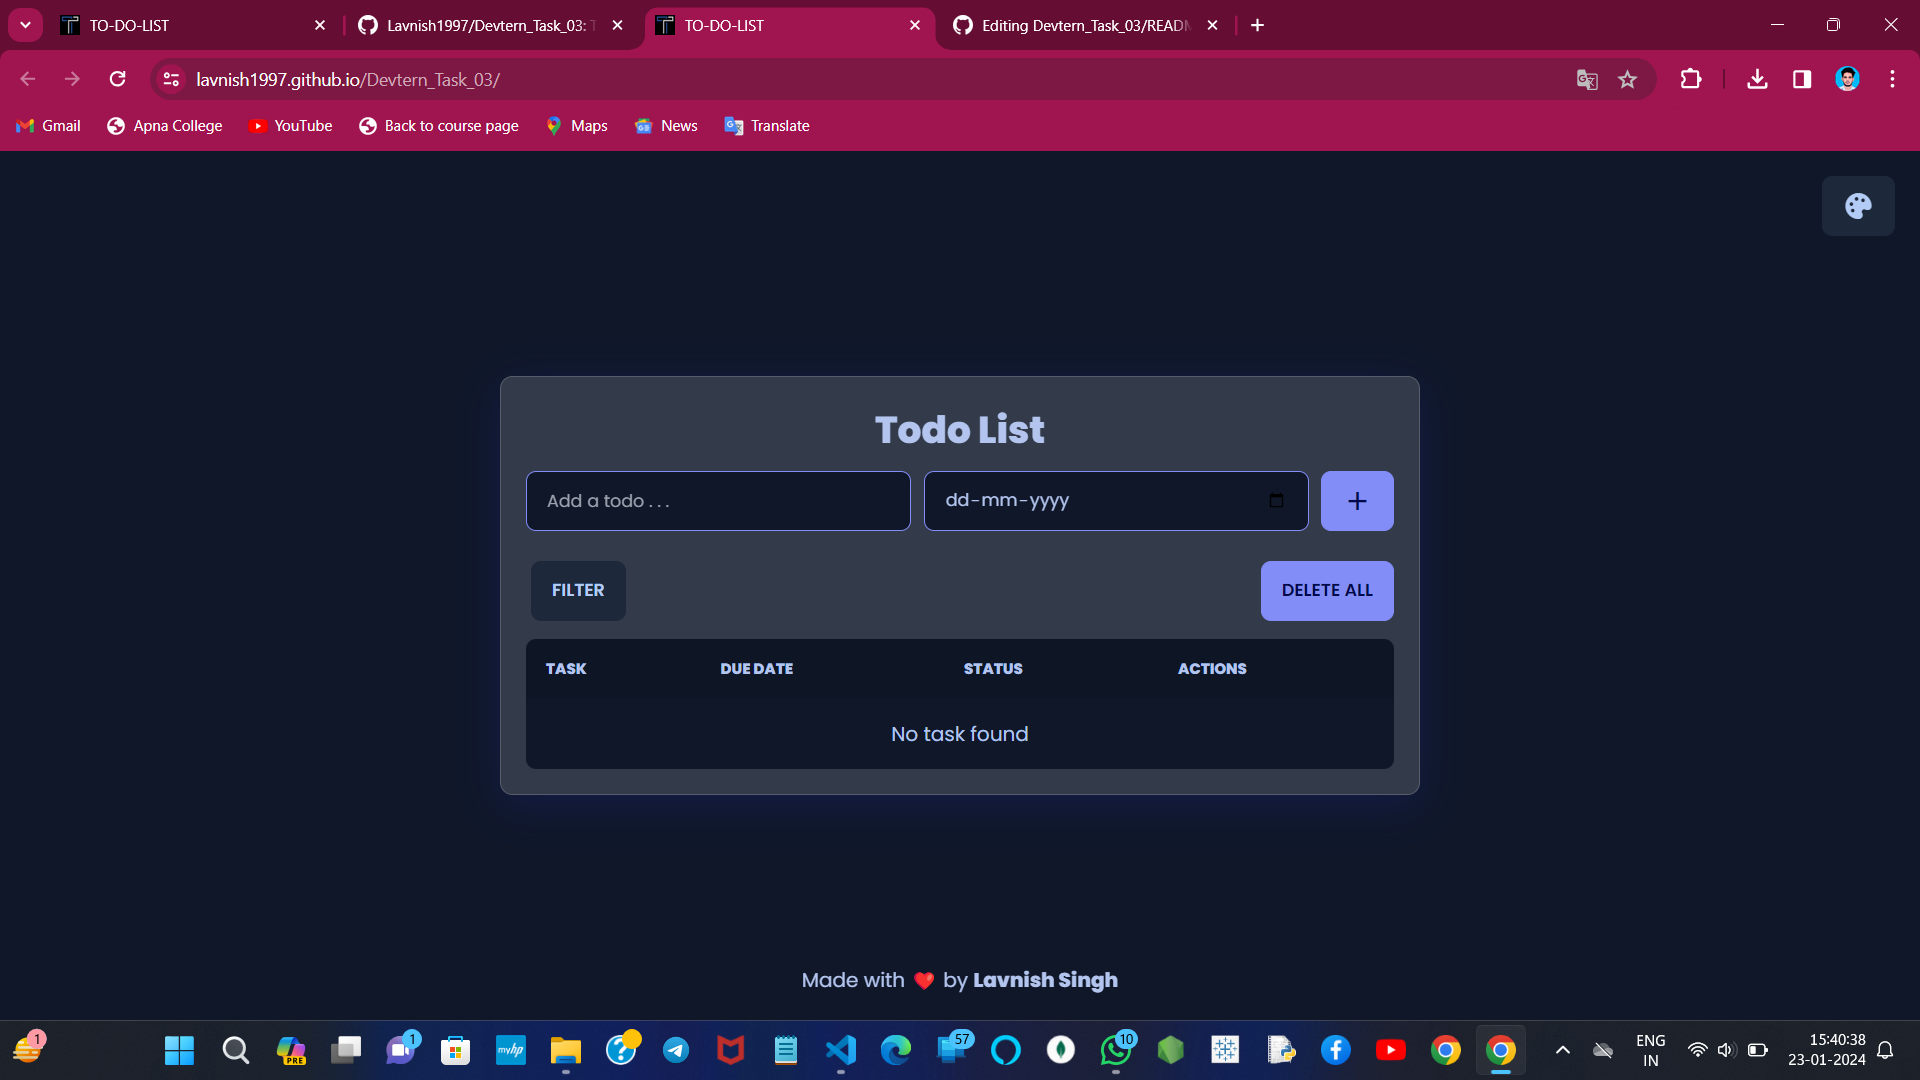 TO-DO-LIST
Lavnish1997/Devtern_Task_03: T
TO-DO-LIST
Editing Devtern_Task_03/READM
lavnish1997.github.io/Devtern_Task_03/
Gmail
Apna College
YouTube
Back to course page
Maps
News
Translate
Todo List
Add a todo . . .
dd-mm-yyyy
+
FILTER
DELETE ALL
TASK DUE DATE STATUS ACTIONS
No task found
Made with ❤️ by Lavnish Singh
1
PRE
1
myhp
57
10
ENG
IN
15:40:38
23-01-2024